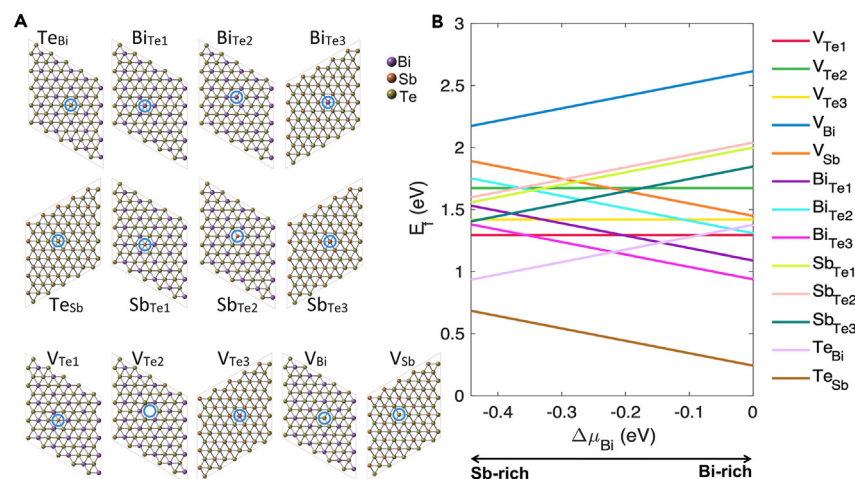 A
Te_Bi Bi_Te1 Bi_Te2 Bi_Te3
Bi
Sb
Te
Te_Sb Sb_Te1 Sb_Te2 Sb_Te3
V_Te1 V_Te2 V_Te3 V_Bi V_Sb
B
3
2.5
2
1.5
1
0.5
0
E_f (eV)
-0.4 -0.3 -0.2 -0.1 0
Δμ_Bi (eV)
Sb-rich Bi-rich
V_Te1
V_Te2
V_Te3
V_Bi
V_Sb
Bi_Te1
Bi_Te2
Bi_Te3
Sb_Te1
Sb_Te2
Sb_Te3
Te_Bi
Te_Sb